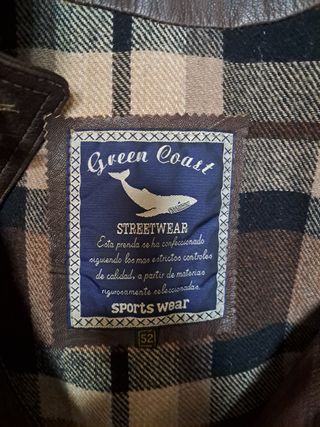 Green Coast
STREETWEAR
Esta prenda se ha confeccionado
siguiendo los mas estrictos controles
de calidad, a partir de materias
rigurosamente seleccionadas.
sports wear
52